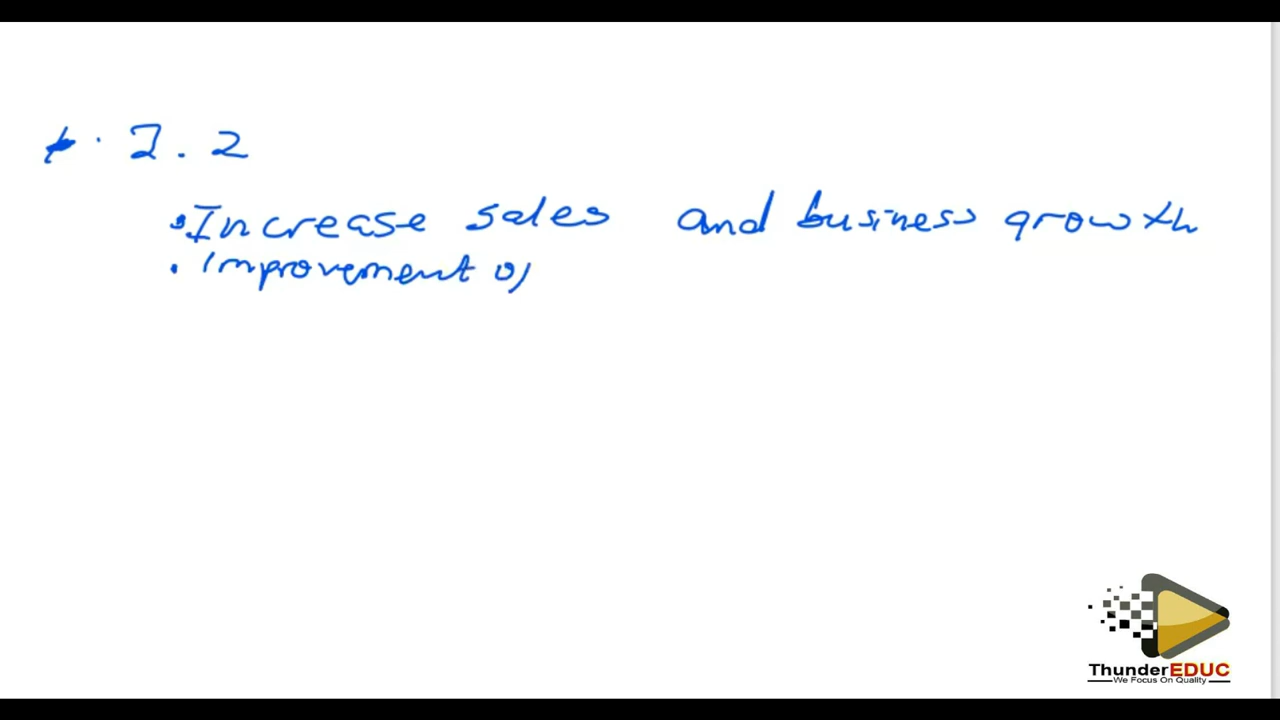 2.2
• Increase sales and business growth
• improvement of
ThunderEDUC
We Focus On Quality